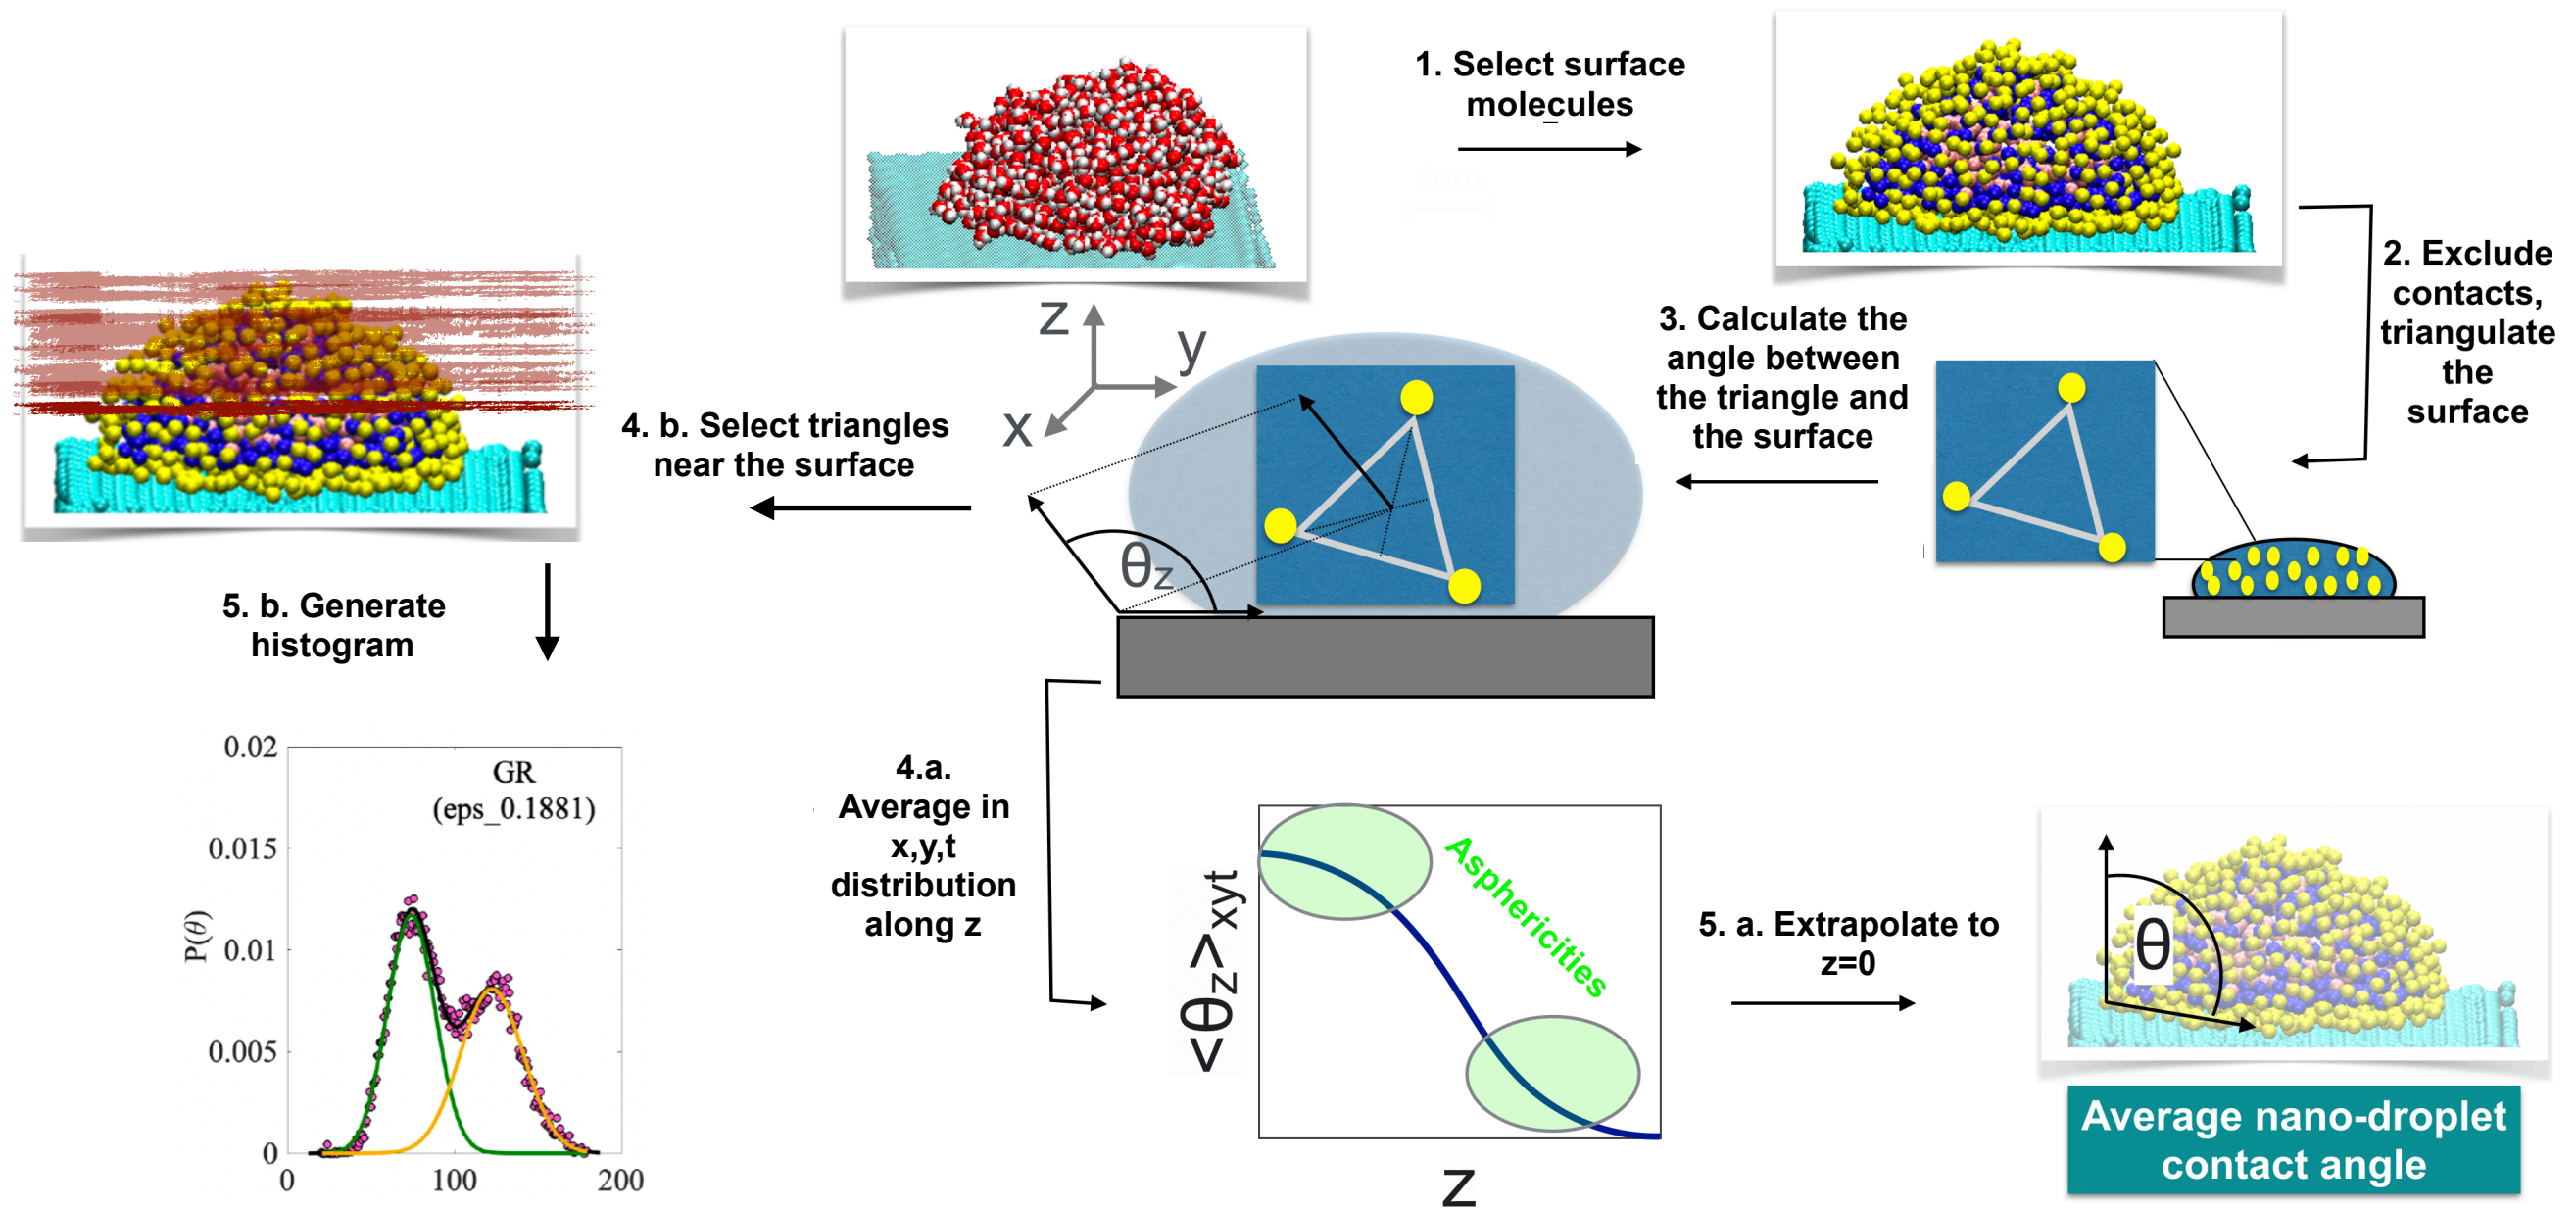 1. Select surface
molecules
2. Exclude
contacts,
triangulate
the
surface
3. Calculate the
angle between
the triangle and
the surface
z
y
x
θz
4. b. Select triangles
near the surface
5. b. Generate
histogram
0.02
0.015
0.01
0.005
0
0
100
200
P(θ)
GR
(eps_0.1881)
4.a.
Average in
x,y,t
distribution
along z
<θz>xyt
z
Asphericities
5. a. Extrapolate to
z=0
θ
Average nano-droplet
contact angle